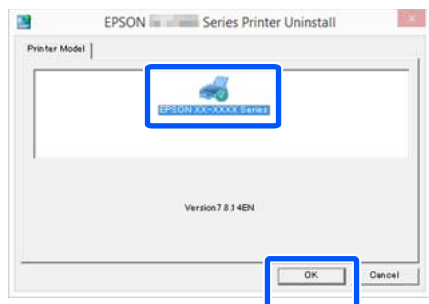 EPSON Series Printer Uninstall
Printer Model
EPSON XX-XXXX Series
Version7.8.14EN
OK
Cancel